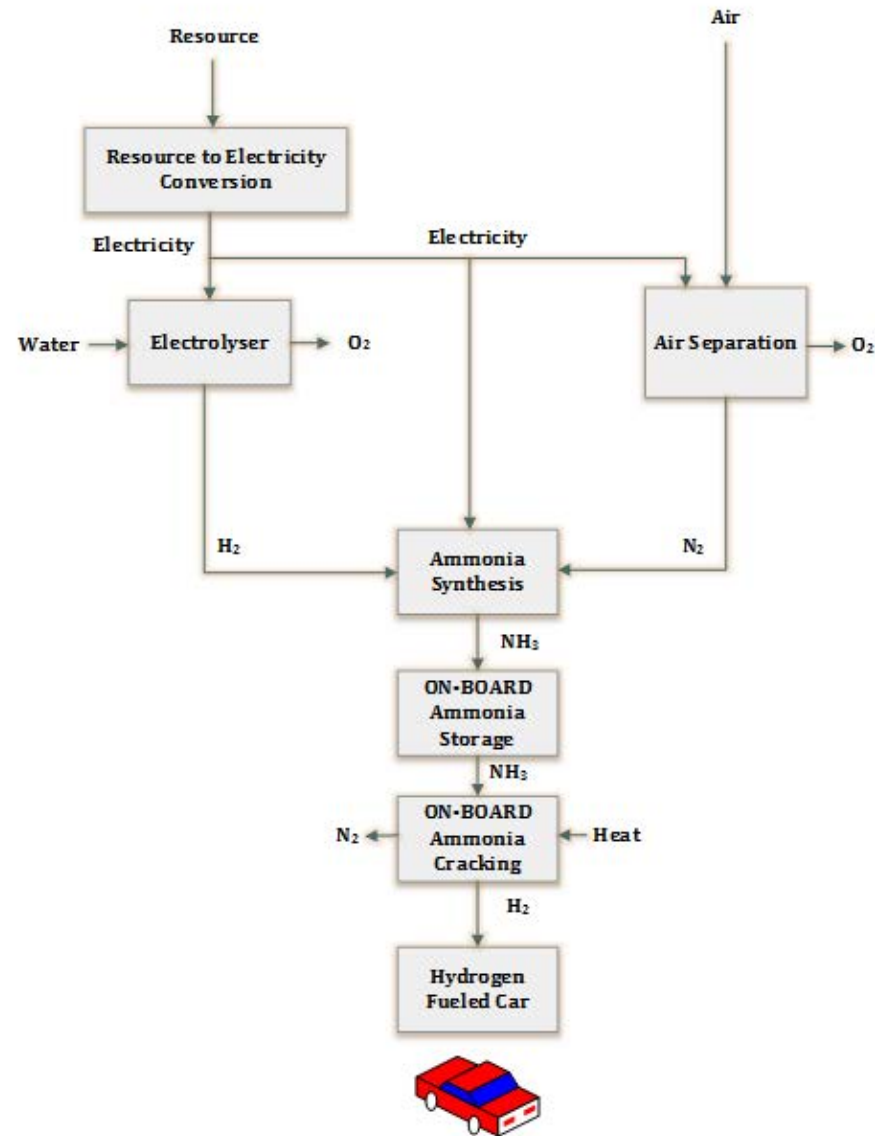 Resource
Air
Resource to Electricity
Conversion
Electricity
Electricity
Water
Electrolyser
O₂
Air Separation
O₂
H₂
N₂
Ammonia
Synthesis
NH₃
ON-BOARD
Ammonia
Storage
NH₃
ON-BOARD
Ammonia
Cracking
N₂
Heat
H₂
Hydrogen
Fueled Car